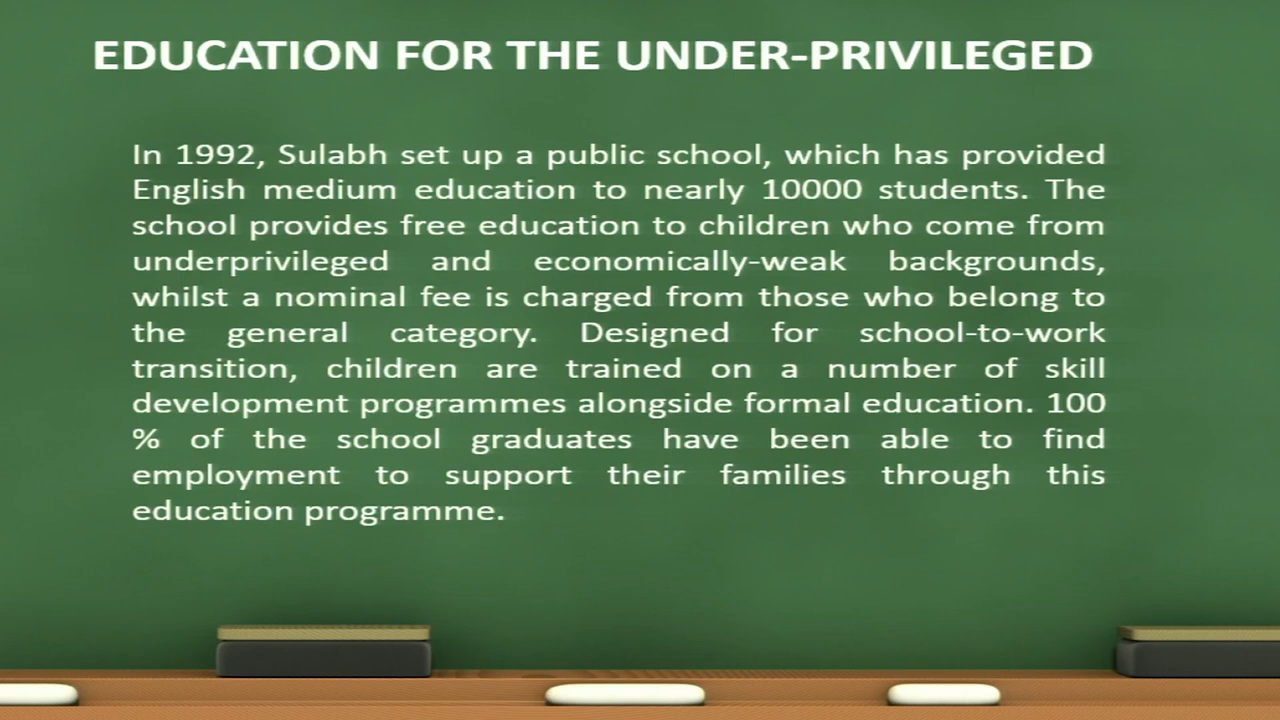 EDUCATION FOR THE UNDER-PRIVILEGED
In 1992, Sulabh set up a public school, which has provided
English medium education to nearly 10000 students. The
school provides free education to children who come from
underprivileged and economically-weak backgrounds,
whilst a nominal fee is charged from those who belong to
the general category. Designed for school-to-work
transition, children are trained on a number of skill
development programmes alongside formal education. 100
% of the school graduates have been able to find
employment to support their families through this
education programme.